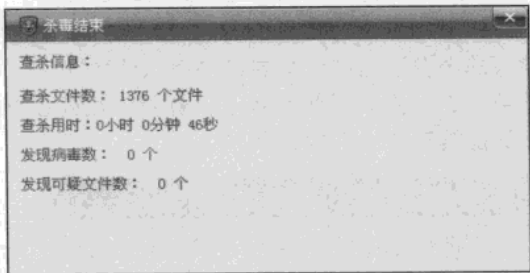 杀毒结束
查杀信息：
查杀文件数： 1376 个文件
查杀用时：0小时 0分钟 46秒
发现病毒数： 0 个
发现可疑文件数： 0 个